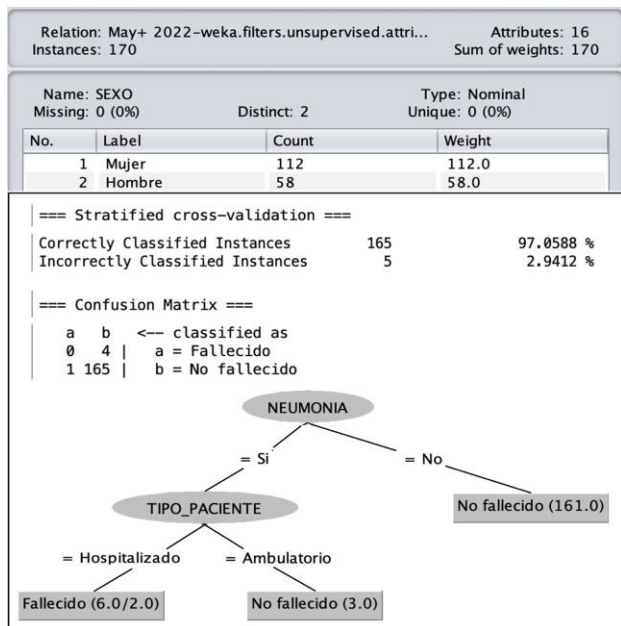 Relation: May+ 2022-weka.filters.unsupervised.attri... Attributes: 16
Instances: 170 Sum of weights: 170
Name: SEXO Type: Nominal
Missing: 0 (0%) Distinct: 2 Unique: 0 (0%)
No. Label Count Weight
1 Mujer 112 112.0
2 Hombre 58 58.0
=== Stratified cross-validation ===
Correctly Classified Instances 165 97.0588 %
Incorrectly Classified Instances 5 2.9412 %
=== Confusion Matrix ===
a b <-- classified as
0 4 | a = Fallecido
1 165 | b = No fallecido
NEUMONIA
= Si = No
TIPO_PACIENTE No fallecido (161.0)
= Hospitalizado = Ambulatorio
Fallecido (6.0/2.0) No fallecido (3.0)